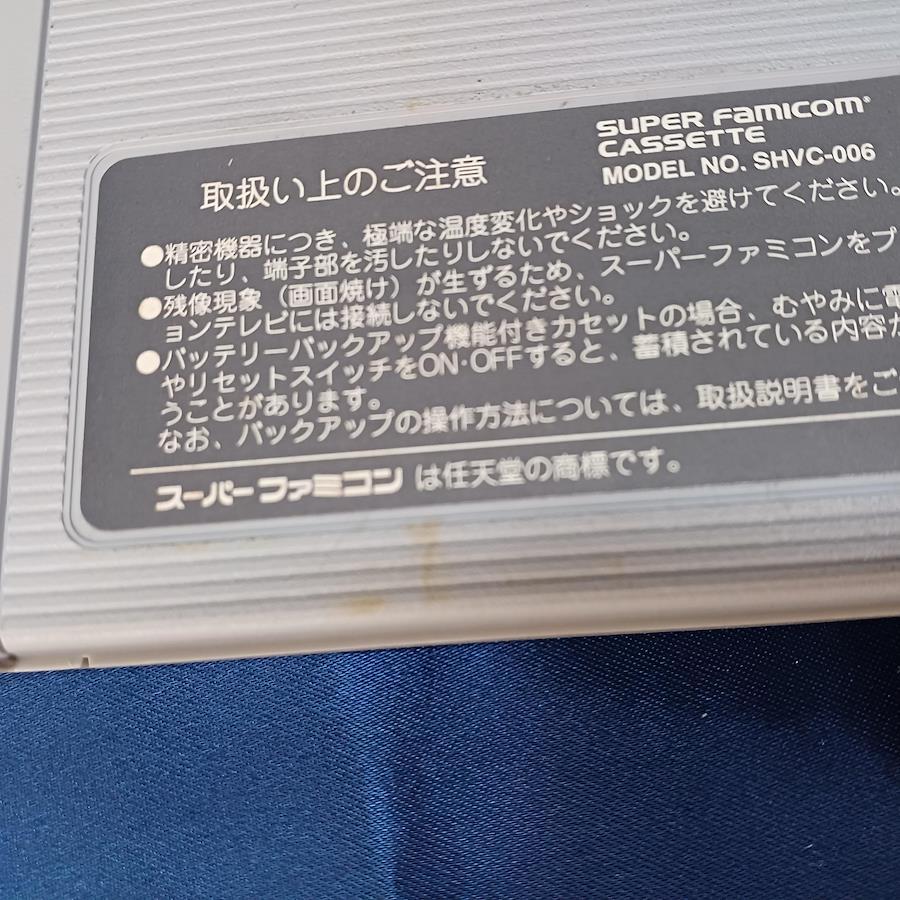 SUPER Famicom®
CASSETTE
MODEL NO. SHVC-006
取扱い上のご注意
●精密機器につき、極端な温度変化やショックを避けてください。
したり、端子部を汚したりしないでください。
●残像現象（画面焼け）が生ずるため、スーパーファミコンをプ
ョンテレビには接続しないでください。
●バッテリーバックアップ機能付きカセットの場合、むやみに電
やリセットスイッチをON･OFFすると、蓄積されている内容が
うことがあります。
なお、バックアップの操作方法については、取扱説明書をご
スーパーファミコン は任天堂の商標です。